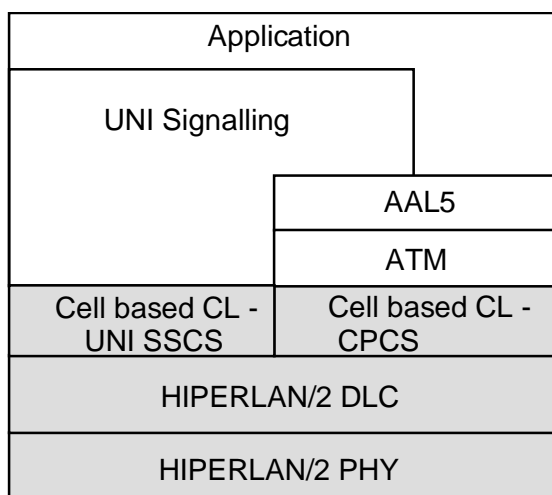 Application
UNI Signalling
AAL5
ATM
Cell based CL -
UNI SSCS
Cell based CL -
CPCS
HIPERLAN/2 DLC
HIPERLAN/2 PHY